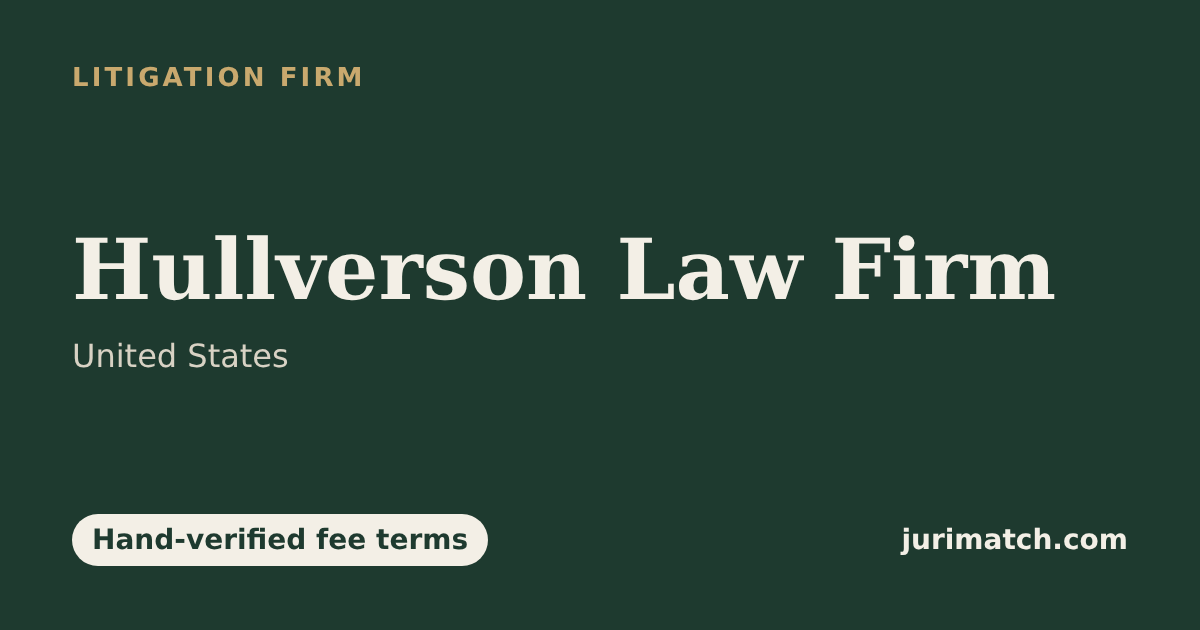 LITIGATION FIRM
Hullverson Law Firm
United States
Hand-verified fee terms
jurimatch.com